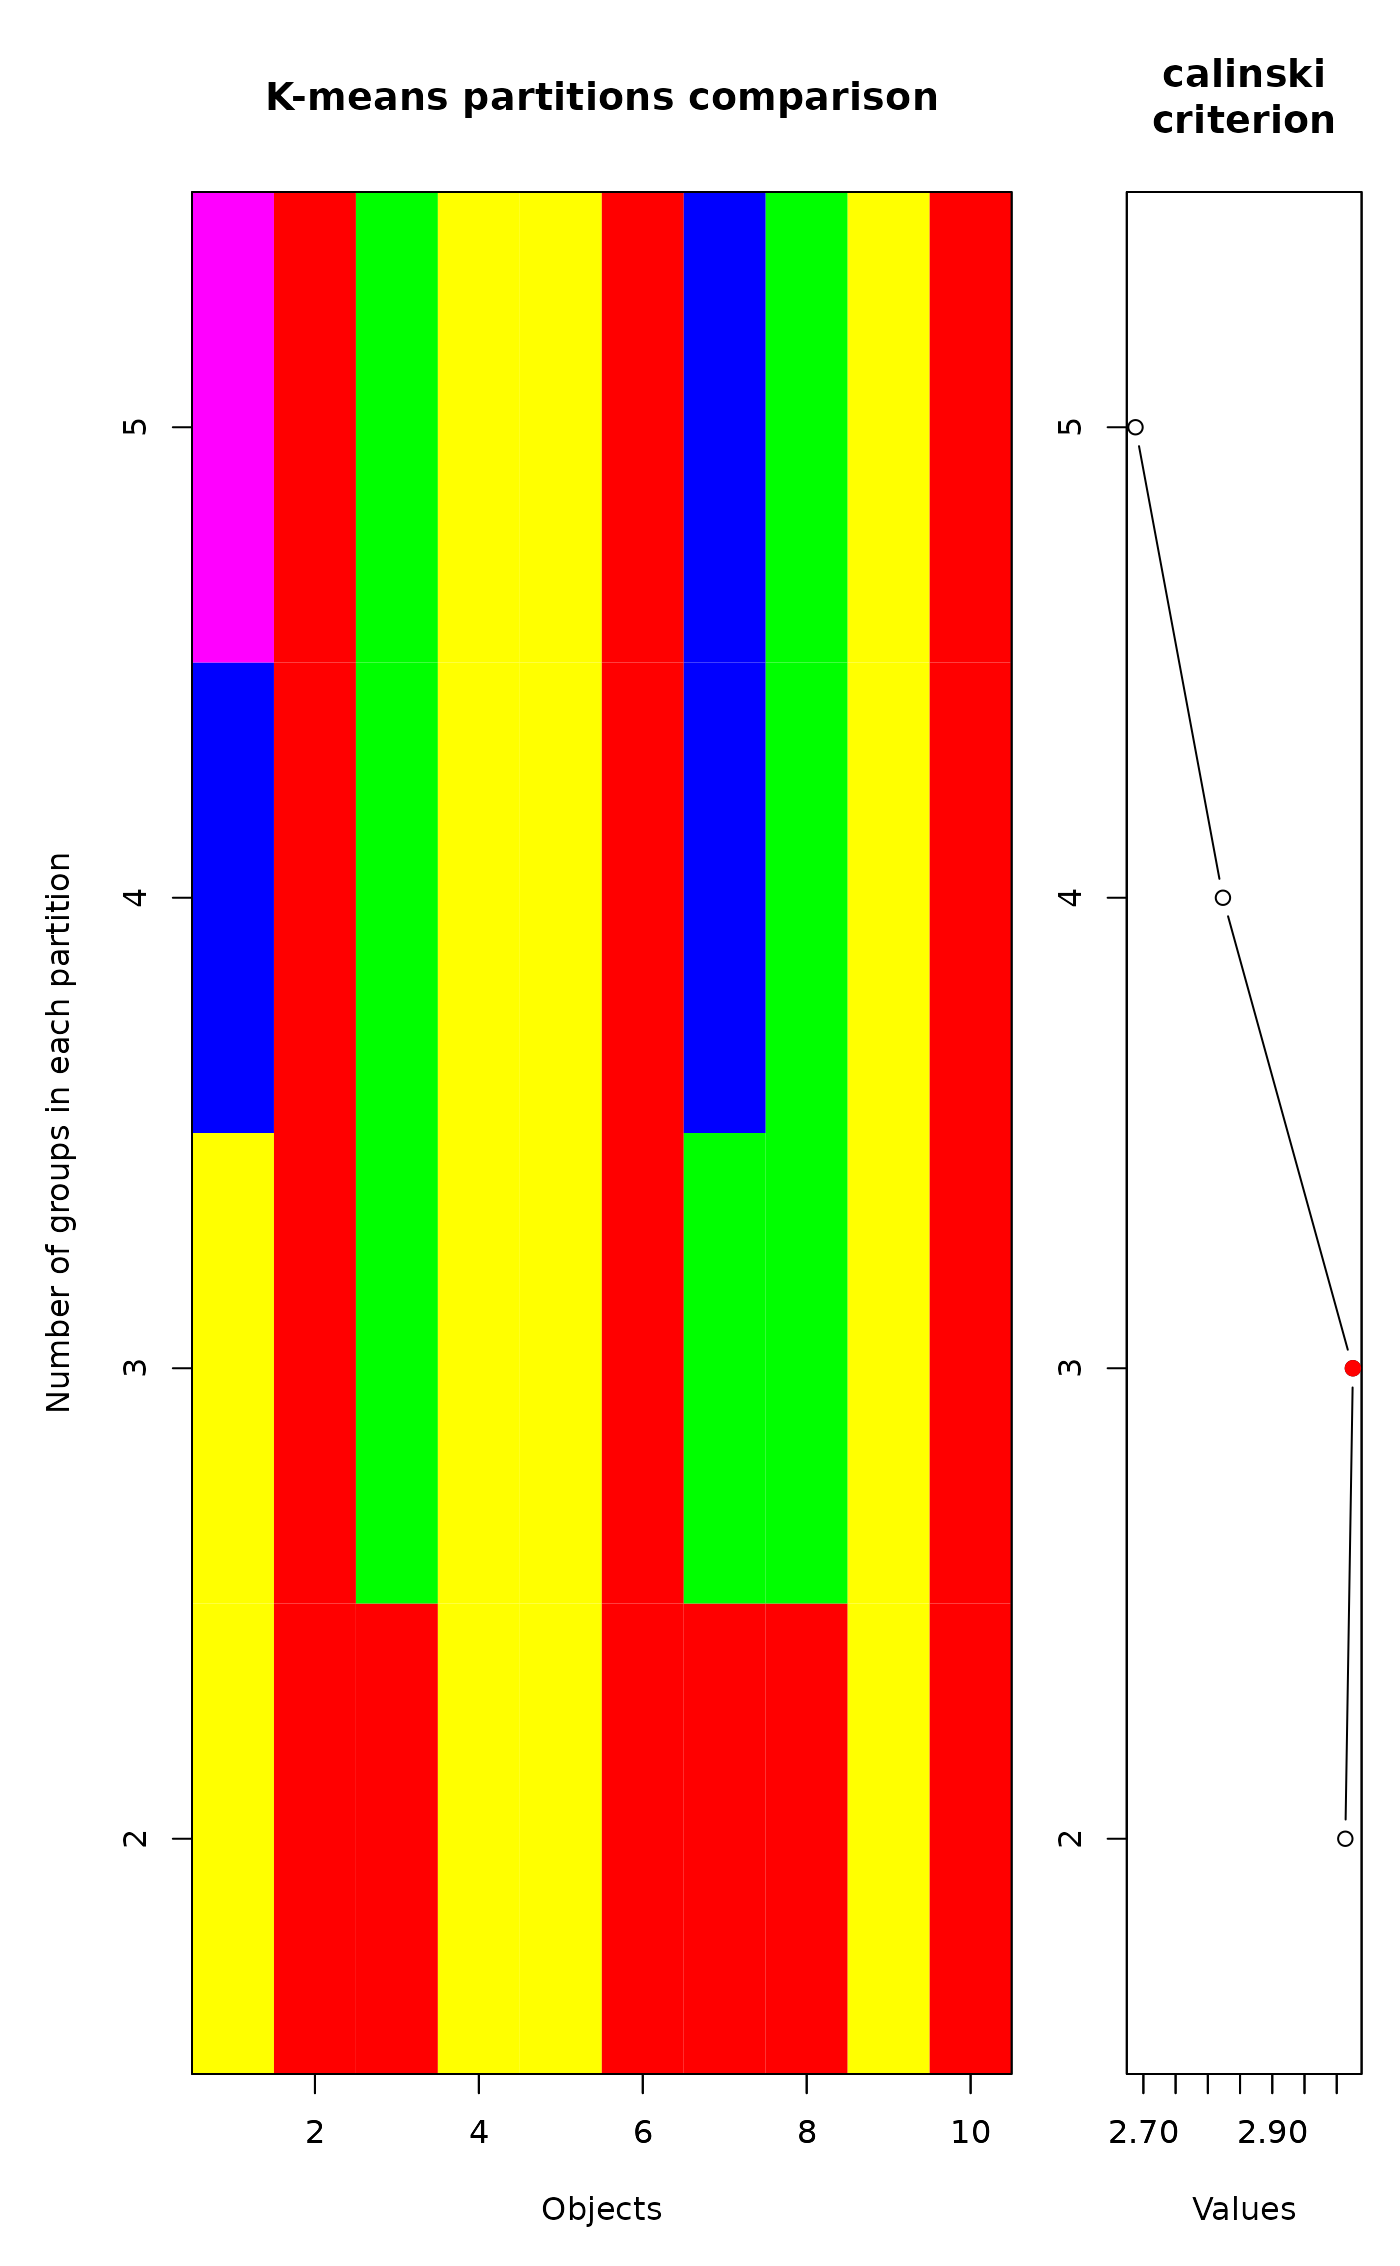 K-means partitions comparison
calinski
criterion
Number of groups in each partition
5
4
3
2
5
4
3
2
2 4 6 8 10
2.70 2.90
Objects
Values